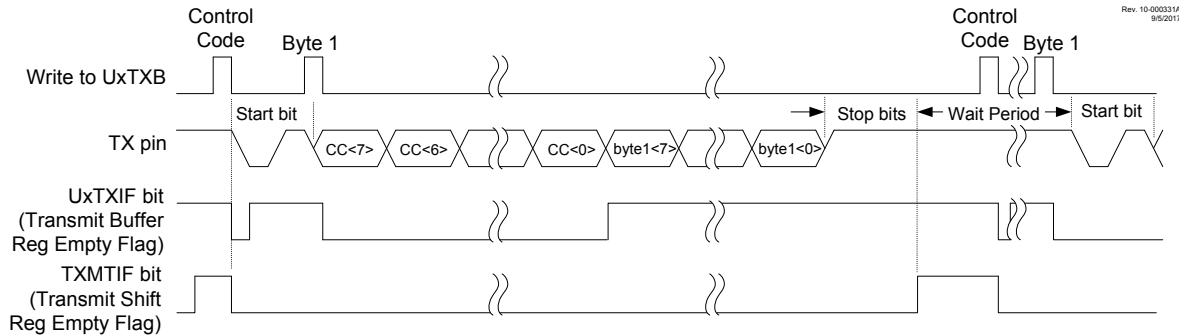 Rev. 10-000331A
9/5/2017
Control
Code
Byte 1
Control
Code
Byte 1
Write to UxTXB
Start bit
Stop bits
Wait Period
Start bit
TX pin
CC<7>
CC<6>
CC<0>
byte1<7>
byte1<0>
UxTXIF bit
(Transmit Buffer
Reg Empty Flag)
TXMTIF bit
(Transmit Shift
Reg Empty Flag)